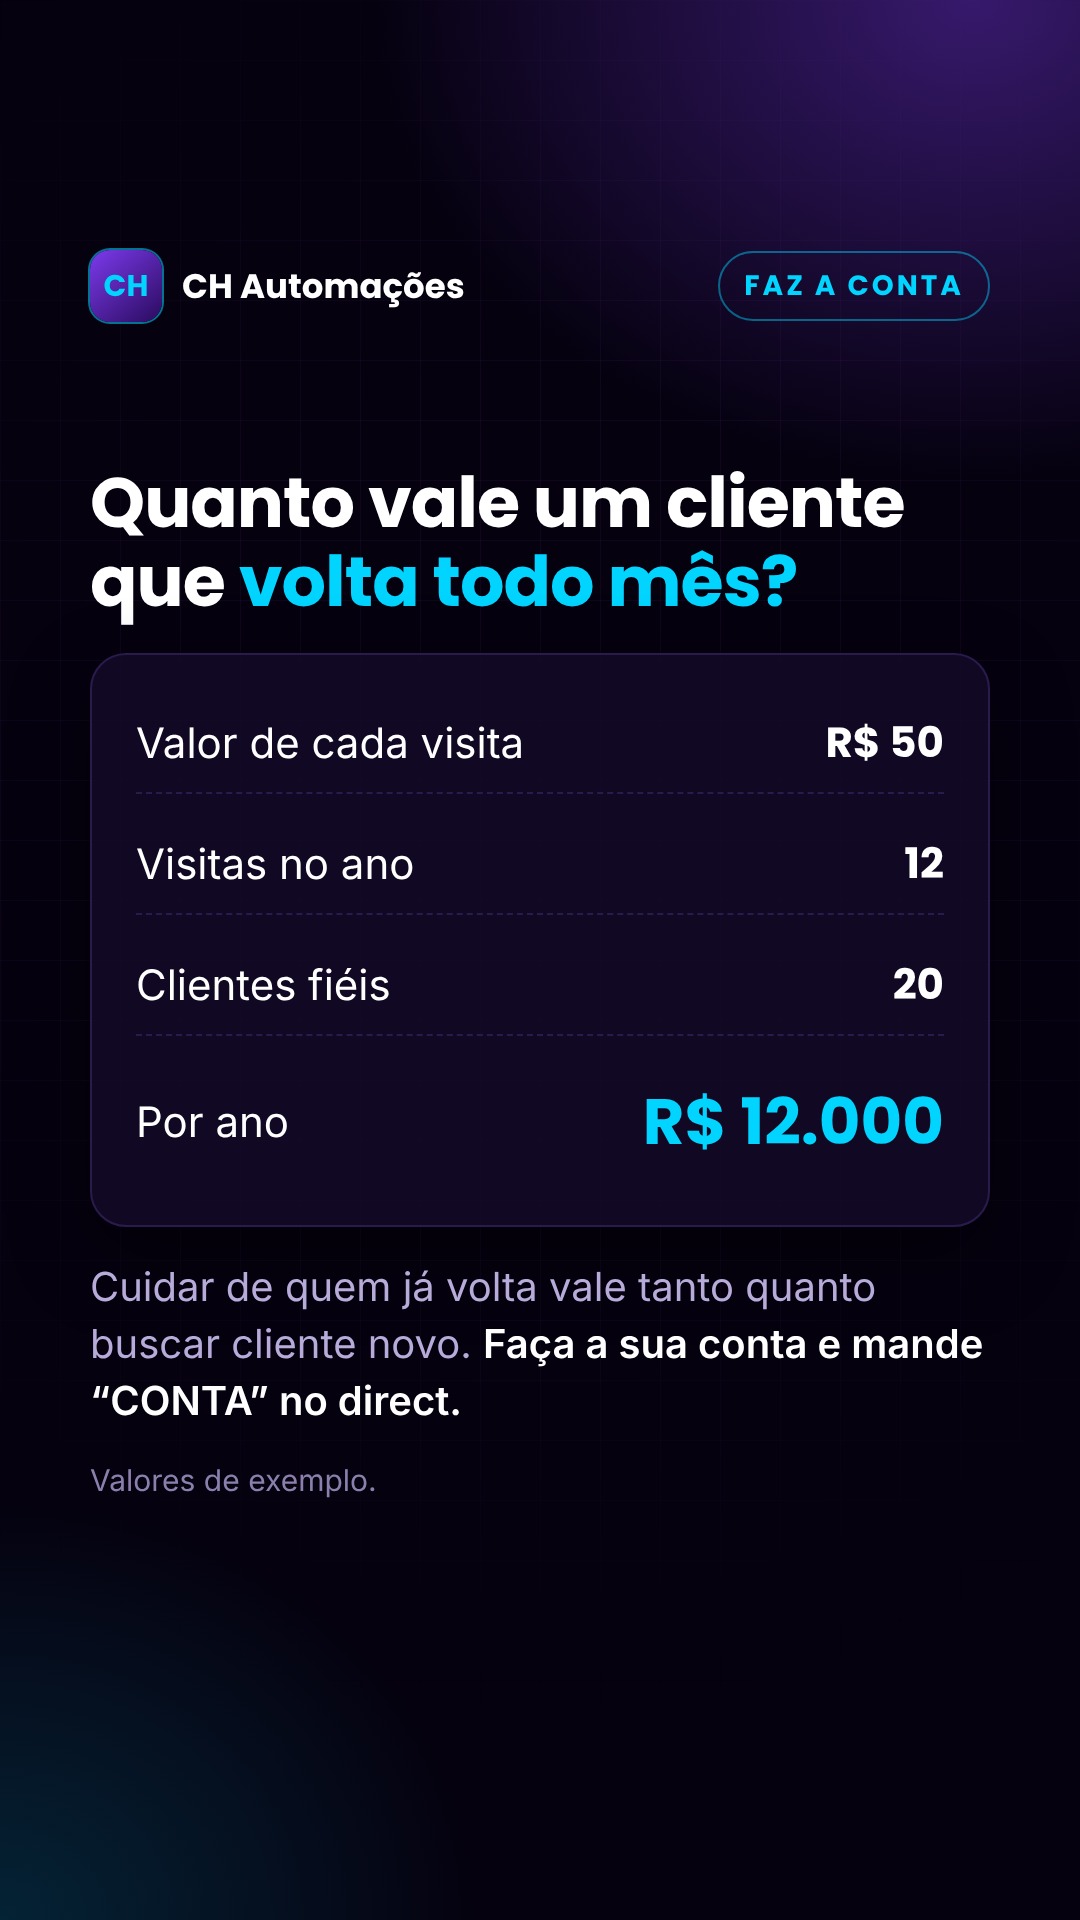 CH
CH Automações
FAZ A CONTA
Quanto vale um cliente
que volta todo mês?
Valor de cada visita R$ 50
Visitas no ano 12
Clientes fiéis 20
Por ano R$ 12.000
Cuidar de quem já volta vale tanto quanto
buscar cliente novo. Faça a sua conta e mande
“CONTA” no direct.
Valores de exemplo.